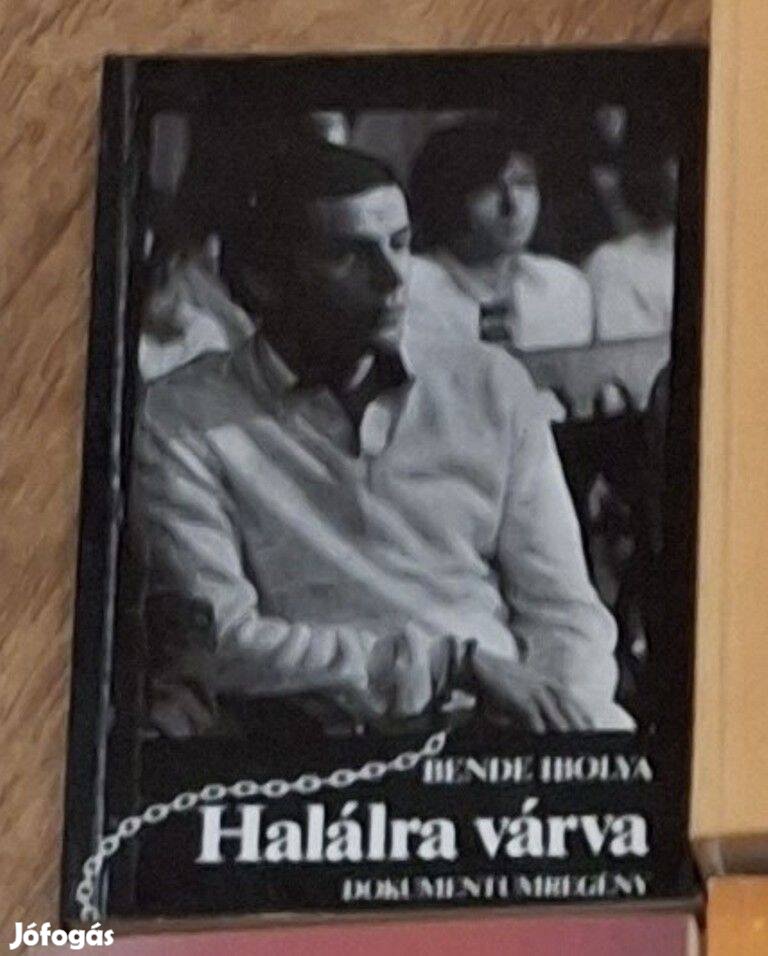 BENDE IBOLYA
Halálra várva
DOKUMENTUMREGÉNY
Jófogás